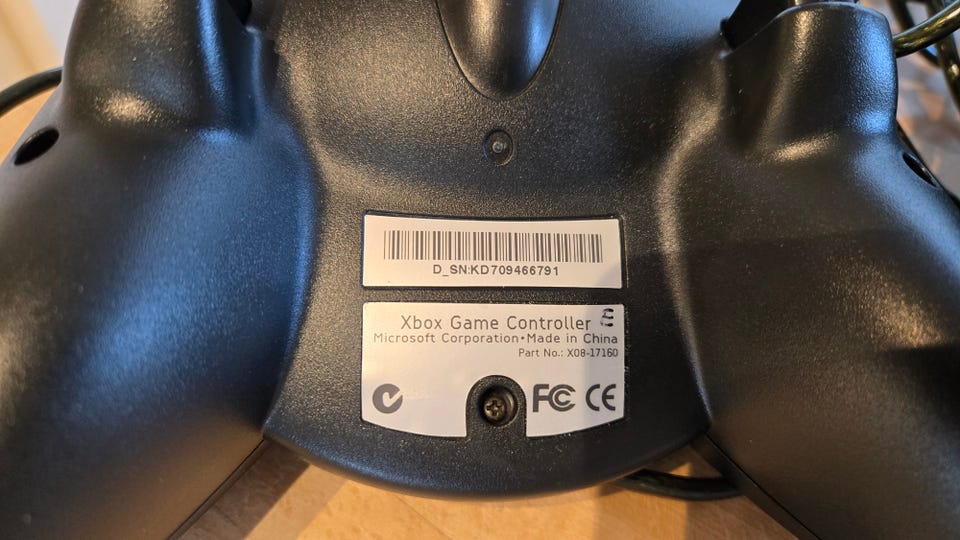 D_SN:KD709466791
Xbox Game Controller E
Microsoft Corporation•Made in China
Part No.: X08-17160
FC CE